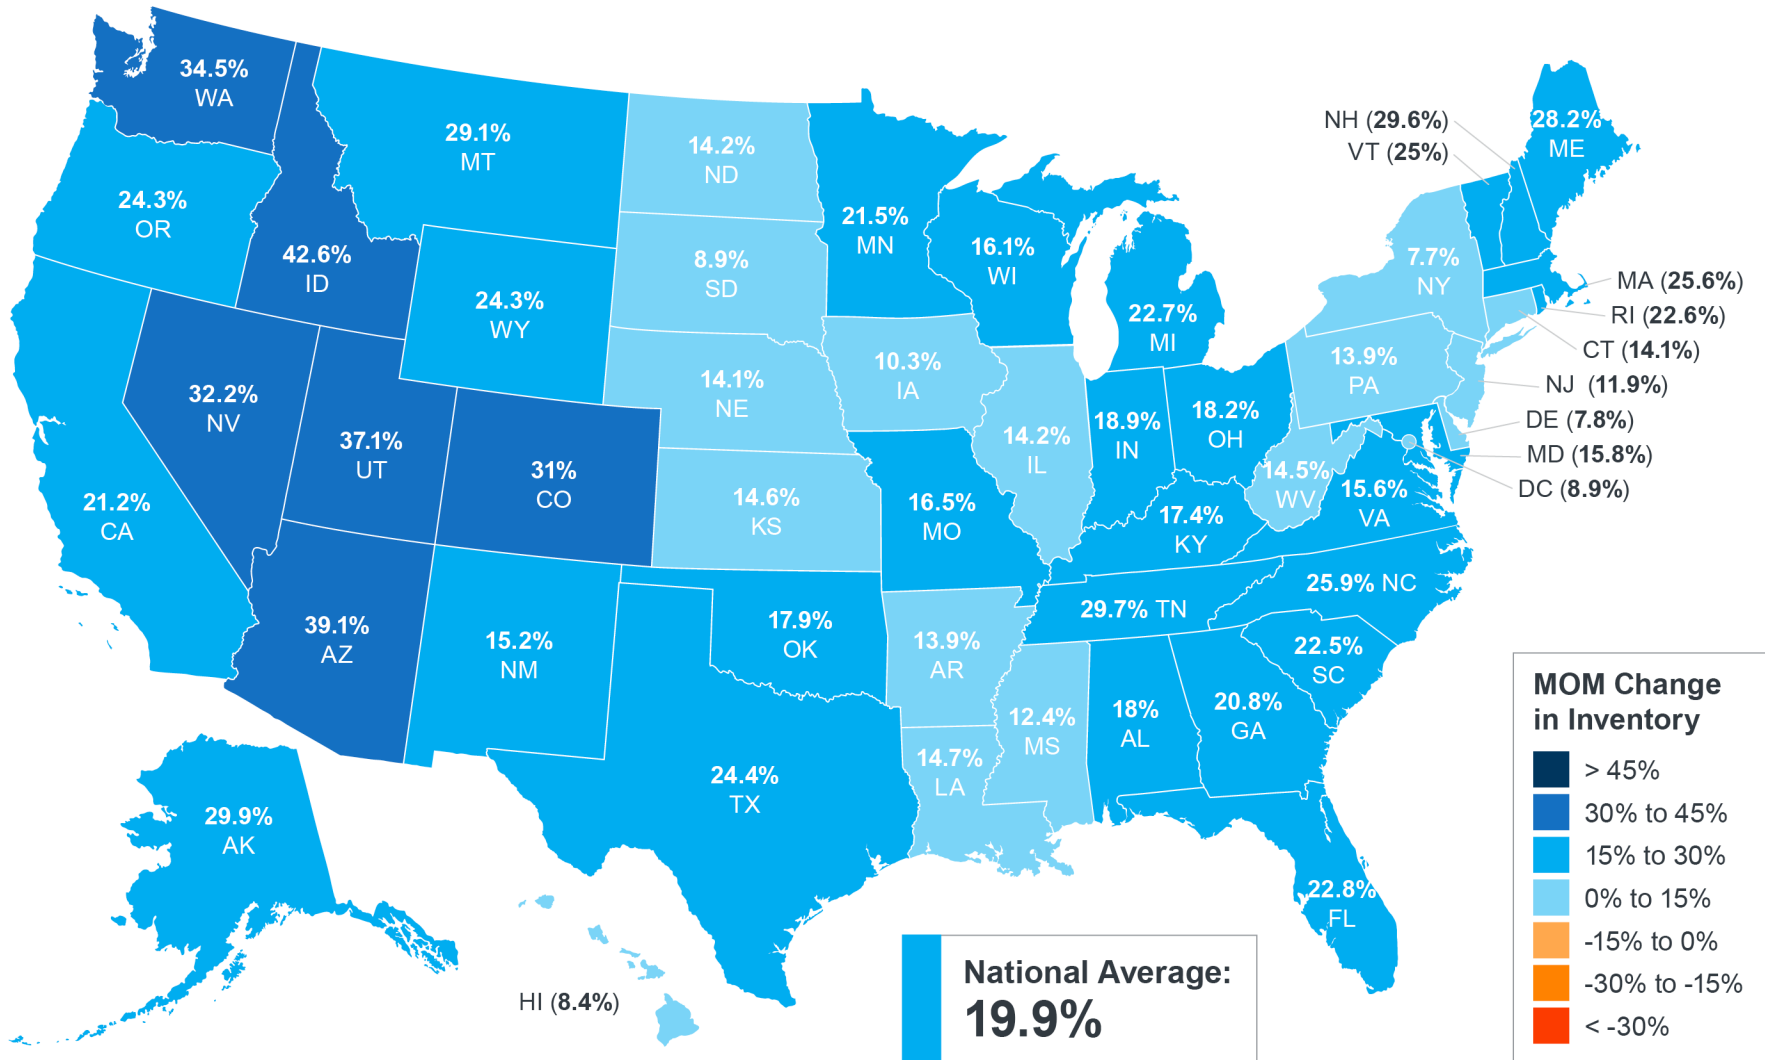 34.5%
WA
29.1%
MT
14.2%
ND
NH (29.6%)
VT (25%)
28.2%
ME
24.3%
OR
42.6%
ID
21.5%
MN
16.1%
WI
8.9%
SD
7.7%
NY
24.3%
WY
22.7%
MI
MA (25.6%)
RI (22.6%)
CT (14.1%)
NJ (11.9%)
DE (7.8%)
MD (15.8%)
DC (8.9%)
32.2%
NV
37.1%
UT
31%
CO
14.1%
NE
10.3%
IA
13.9%
PA
14.2%
IL
18.9%
IN
18.2%
OH
14.5%
WV
15.6%
VA
21.2%
CA
14.6%
KS
16.5%
MO
17.4%
KY
39.1%
AZ
15.2%
NM
17.9%
OK
13.9%
AR
29.7% TN
25.9% NC
22.5%
SC
24.4%
TX
14.7%
LA
12.4%
MS
18%
AL
20.8%
GA
29.9%
AK
22.8%
FL
HI (8.4%)
National Average:
19.9%
MOM Change
in Inventory
> 45%
30% to 45%
15% to 30%
0% to 15%
-15% to 0%
-30% to -15%
< -30%